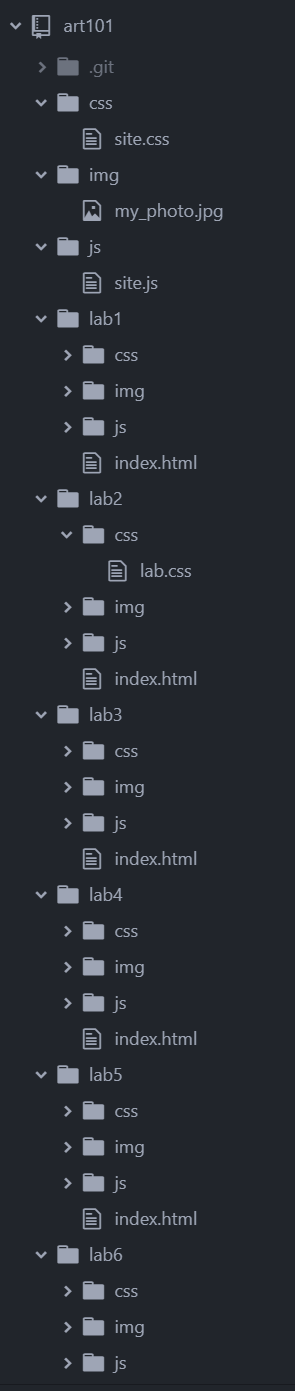 art101
.git
css
site.css
img
my_photo.jpg
js
site.js
lab1
css
img
js
index.html
lab2
css
lab.css
img
js
index.html
lab3
css
img
js
index.html
lab4
css
img
js
index.html
lab5
css
img
js
index.html
lab6
css
img
js